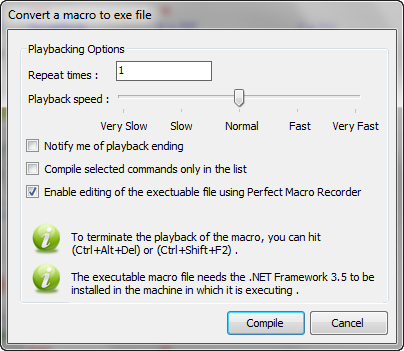 Convert a macro to exe file
Playbacking Options
Repeat times : 1
Playback speed :
Very Slow Slow Normal Fast Very Fast
Notify me of playback ending
Compile selected commands only in the list
Enable editing of the exectuable file using Perfect Macro Recorder
To terminate the playback of the macro, you can hit
(Ctrl+Alt+Del) or (Ctrl+Shift+F2) .
The executable macro file needs the .NET Framework 3.5 to be
installed in the machine in which it is executing .
Compile Cancel